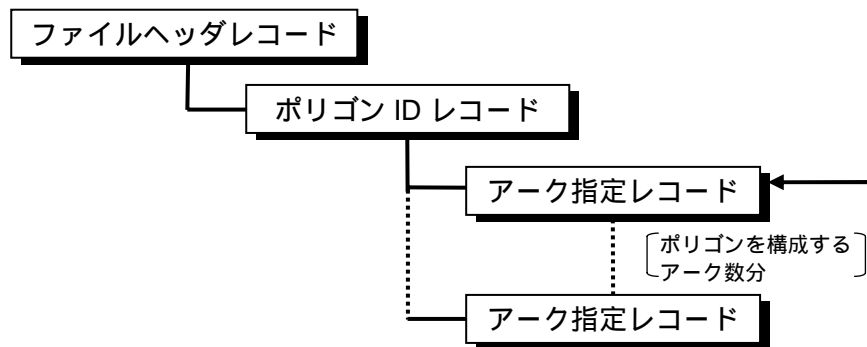 ファイルヘッダレコード
ポリゴン ID レコード
アーク指定レコード
ポリゴンを構成する
アーク数分
アーク指定レコード